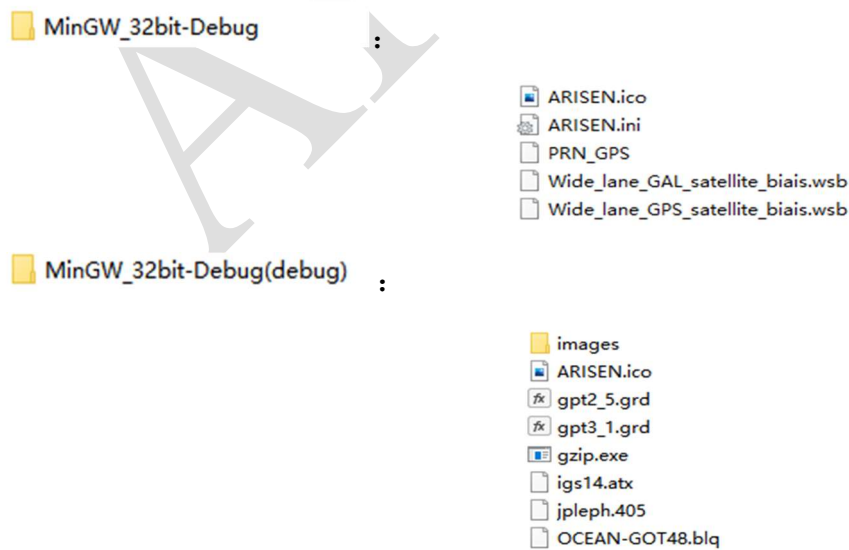 MinGW_32bit-Debug :
ARISEN.ico
ARISEN.ini
PRN_GPS
Wide_lane_GAL_satellite_biais.wsb
Wide_lane_GPS_satellite_biais.wsb
MinGW_32bit-Debug(debug) :
images
ARISEN.ico
gpt2_5.grd
gpt3_1.grd
gzip.exe
igs14.atx
jpleph.405
OCEAN-GOT48.blq